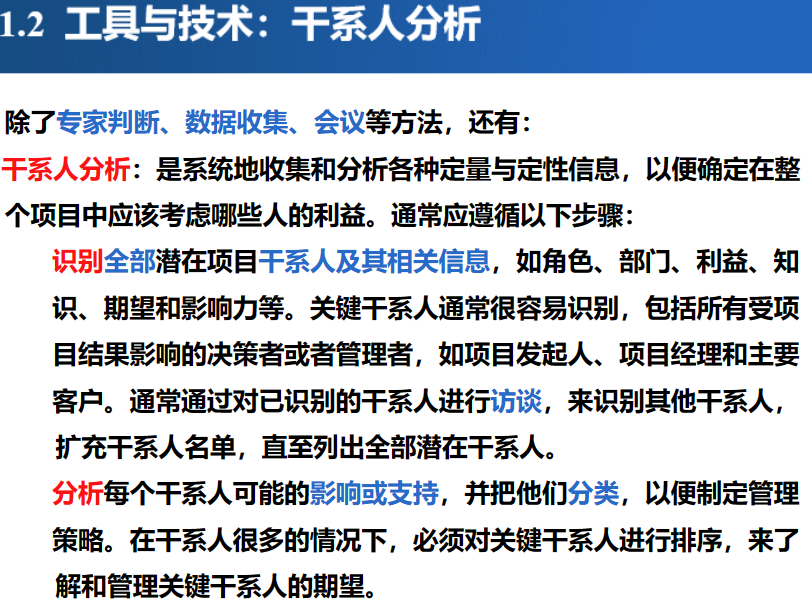 1.2 工具与技术：干系人分析
除了专家判断、数据收集、会议等方法，还有：
干系人分析：是系统地收集和分析各种定量与定性信息，以便确定在整
个项目中应该考虑哪些人的利益。通常应遵循以下步骤：
识别全部潜在项目干系人及其相关信息，如角色、部门、利益、知
识、期望和影响力等。关键干系人通常很容易识别，包括所有受项
目结果影响的决策者或者管理者，如项目发起人、项目经理和主要
客户。通常通过对已识别的干系人进行访谈，来识别其他干系人，
扩充干系人名单，直至列出全部潜在干系人。
分析每个干系人可能的影响或支持，并把他们分类，以便制定管理
策略。在干系人很多的情况下，必须对关键干系人进行排序，来了
解和管理关键干系人的期望。